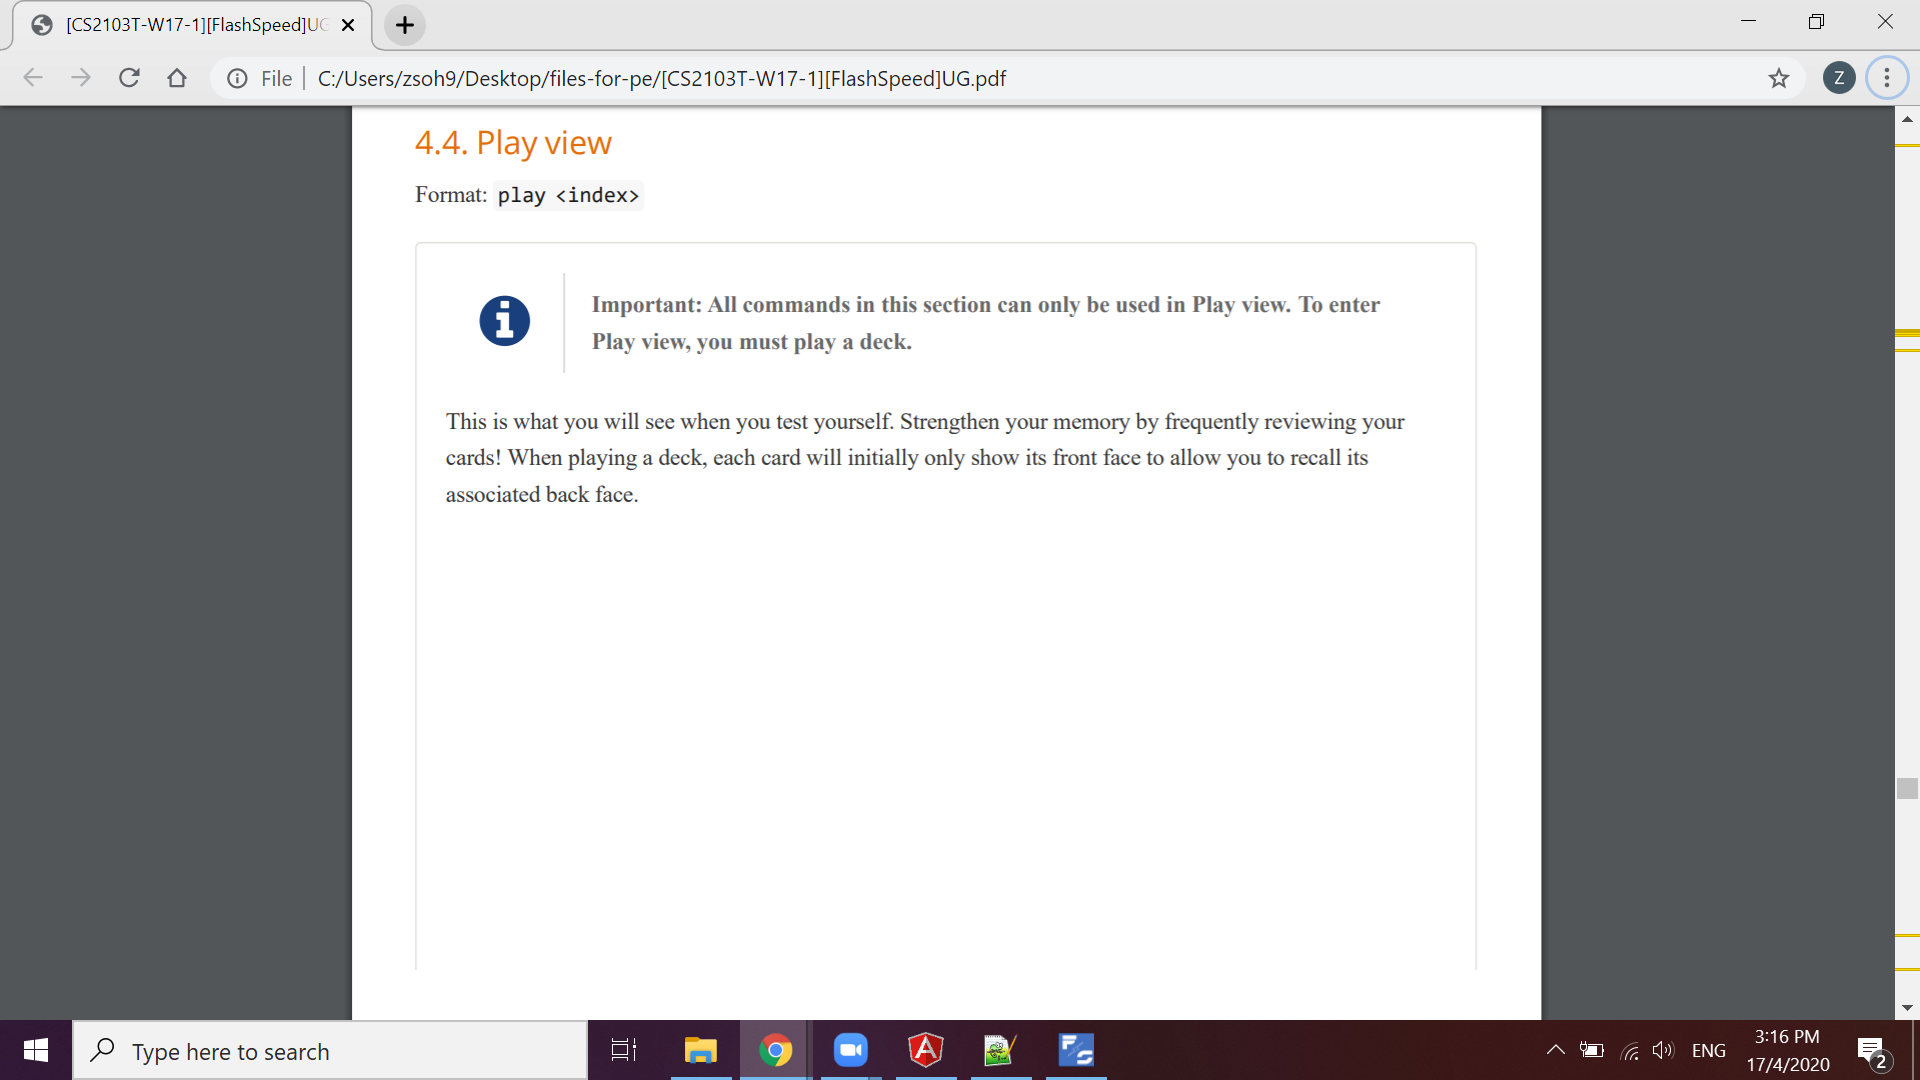 [CS2103T-W17-1][FlashSpeed]UG
File
C:/Users/zsoh9/Desktop/files-for-pe/[CS2103T-W17-1][FlashSpeed]UG.pdf
Z
4.4. Play view
Format: play <index>
Important: All commands in this section can only be used in Play view. To enter
Play view, you must play a deck.
This is what you will see when you test yourself. Strengthen your memory by frequently reviewing your
cards! When playing a deck, each card will initially only show its front face to allow you to recall its
associated back face.
Type here to search
ENG
3:16 PM
17/4/2020
2